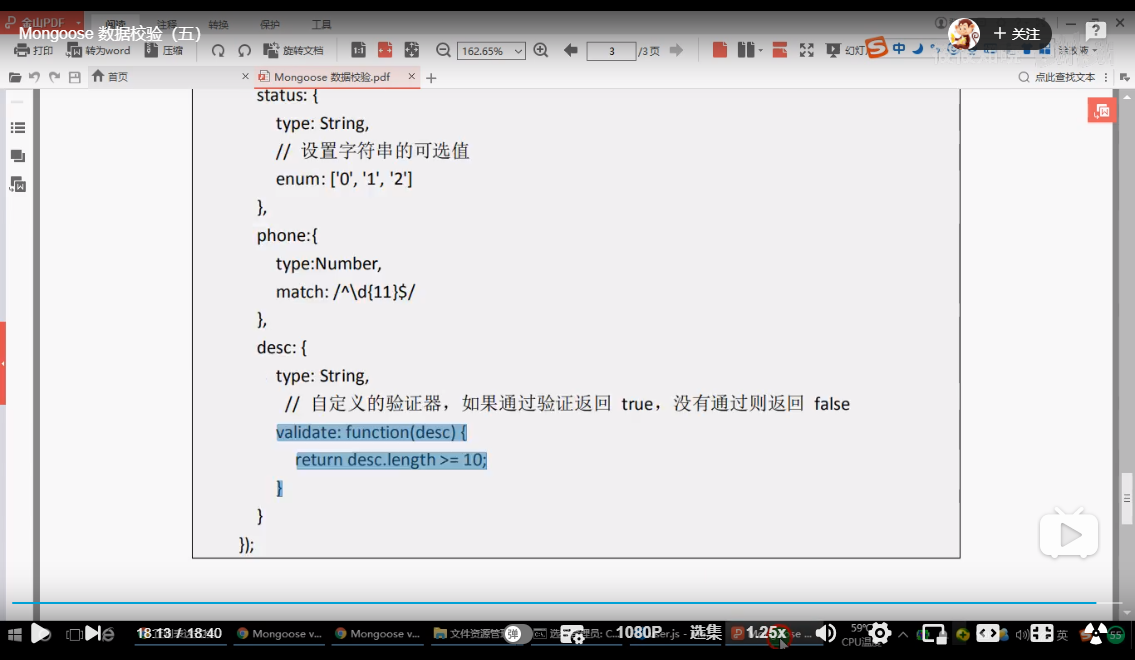 金山PDF
阅读 注释 转换 保护 工具
Mongoose 数据校验（五）
关注
打印 转为word 压缩 旋转文档 162.65% 3 /3页 幻灯 中
首页 Mongoose 数据校验.pdf
点此查找文本
status: {
type: String,
// 设置字符串的可选值
enum: ['0', '1', '2']
},
phone:{
type:Number,
match: /^\d{11}$/
},
desc: {
type: String,
// 自定义的验证器，如果通过验证返回 true，没有通过则返回 false
validate: function(desc) {
return desc.length >= 10;
}
}
});
18:13 / 18:40 Mongoose v... Mongoose v... 文件资源管 弹 1080P 选集 1.25x 59° 英 55
CPU温度